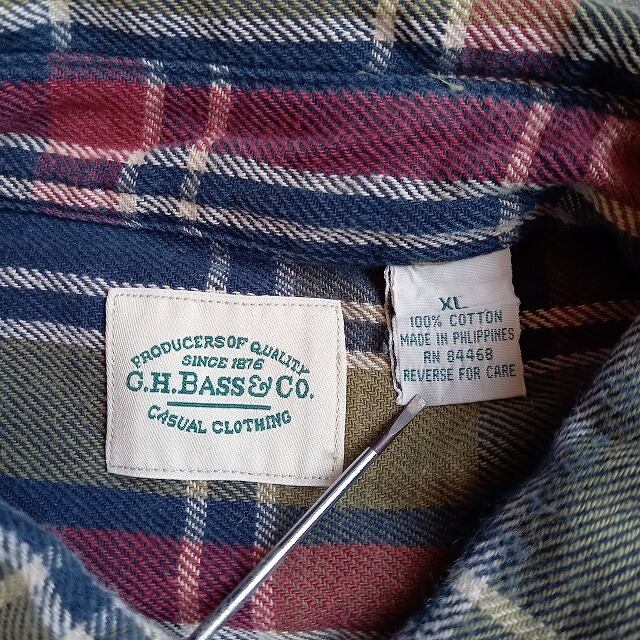 PRODUCERS OF QUALITY
SINCE 1876
G.H.BASS & CO.
CASUAL CLOTHING
XL
100% COTTON
MADE IN PHLIPPINES
RN 84468
REVERSE FOR CARE